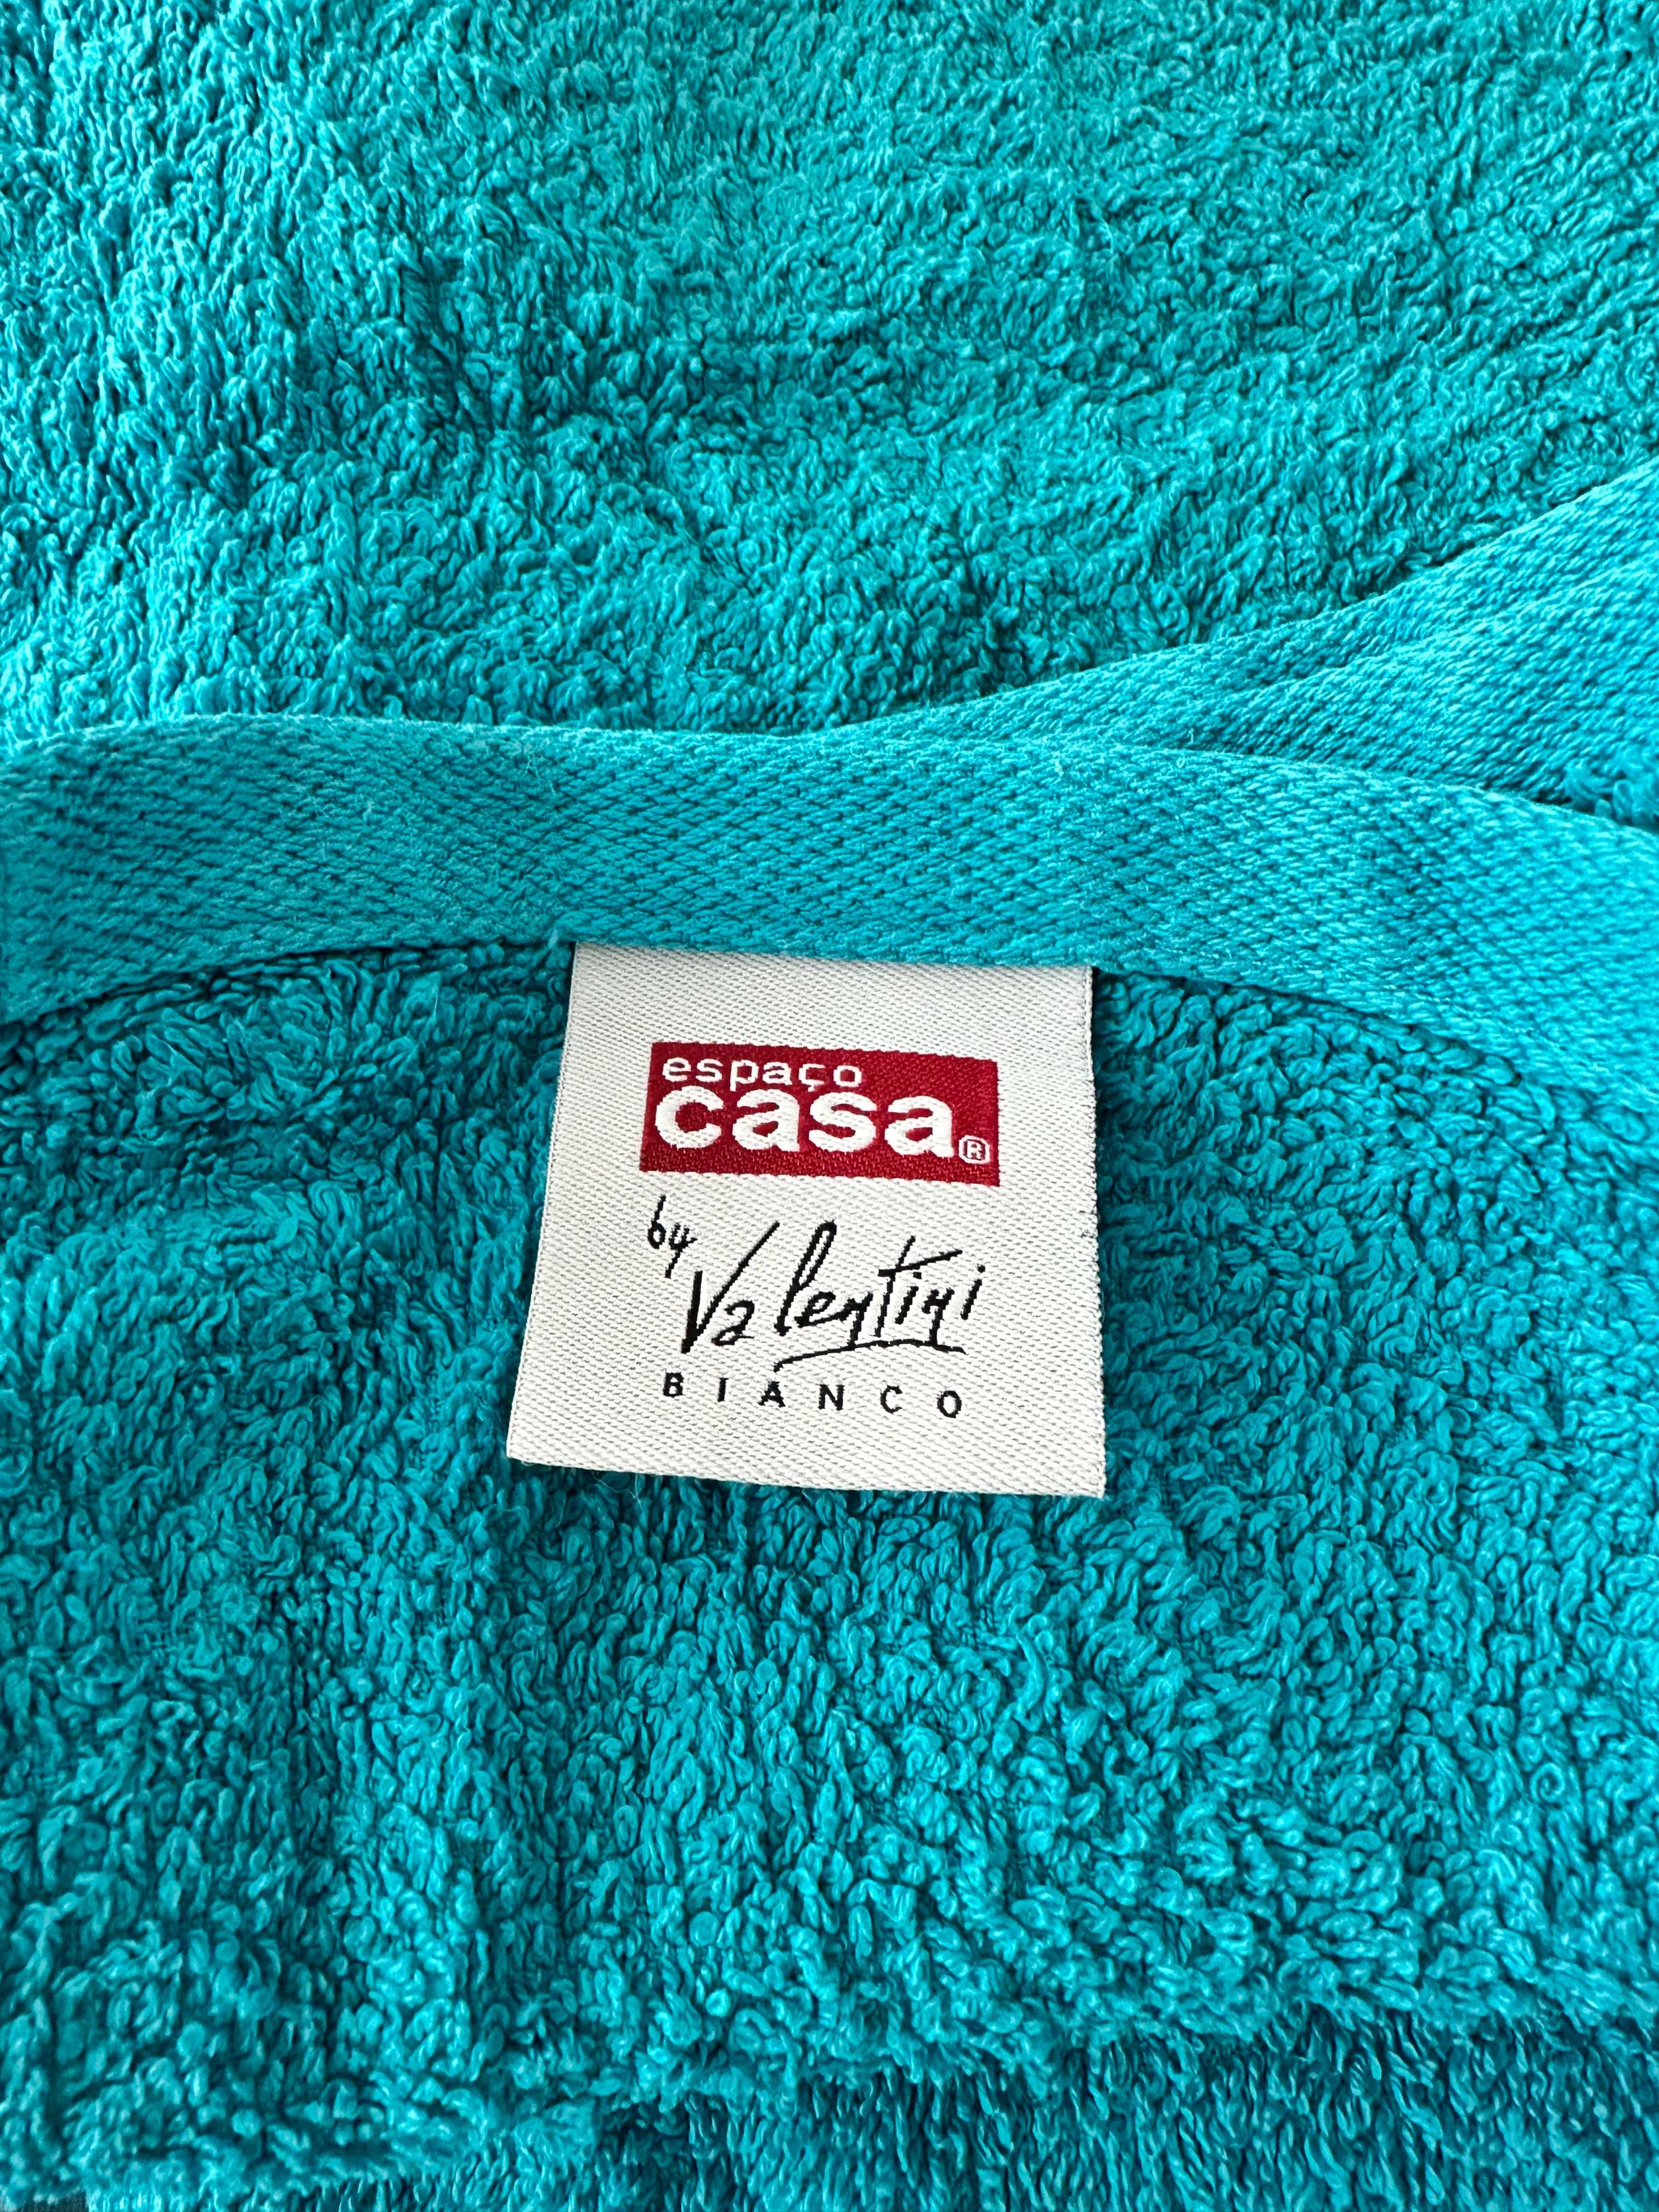 espaço
casa®
by Valentini
BIANCO